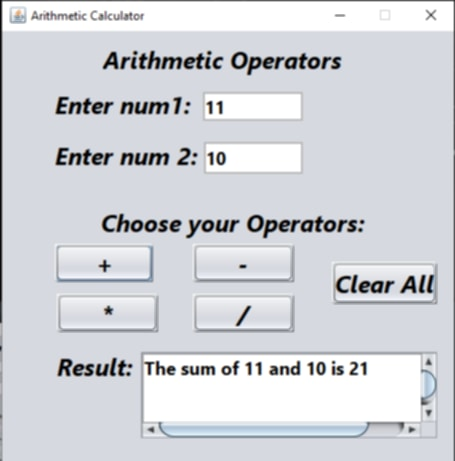 Arithmetic Calculator
Arithmetic Operators
Enter num1: 11
Enter num 2: 10
Choose your Operators:
+ -
Clear All
* /
Result: The sum of 11 and 10 is 21